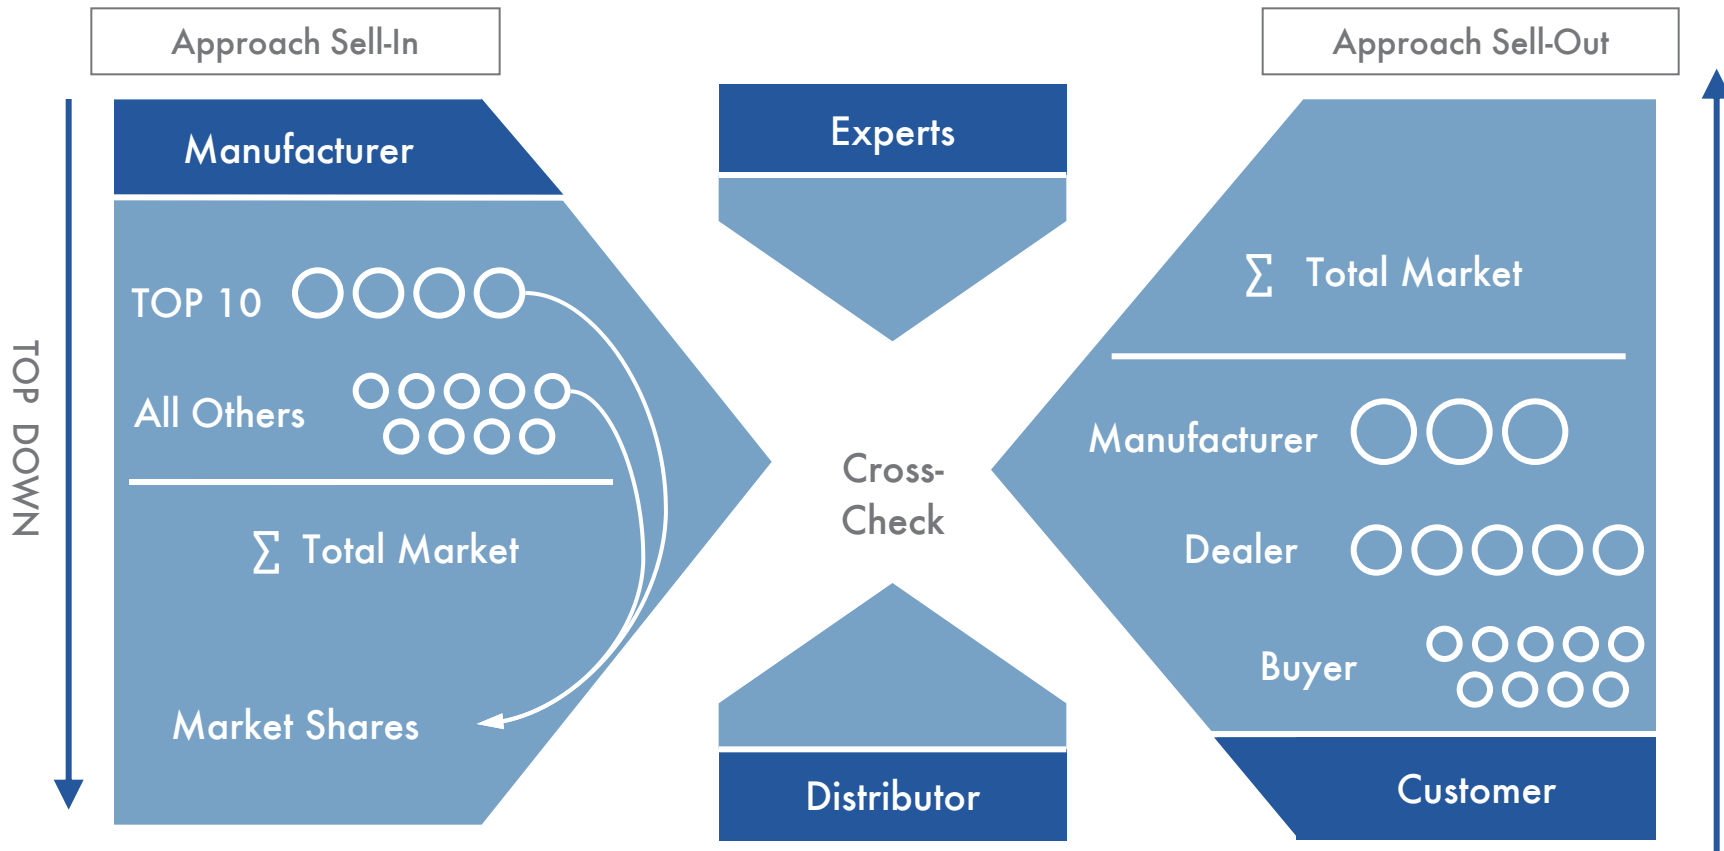 Approach Sell-In
Manufacturer
TOP 10
All Others
∑ Total Market
Market Shares
TOP DOWN
Experts
Cross-
Check
Distributor
Approach Sell-Out
∑ Total Market
Manufacturer
Dealer
Buyer
Customer